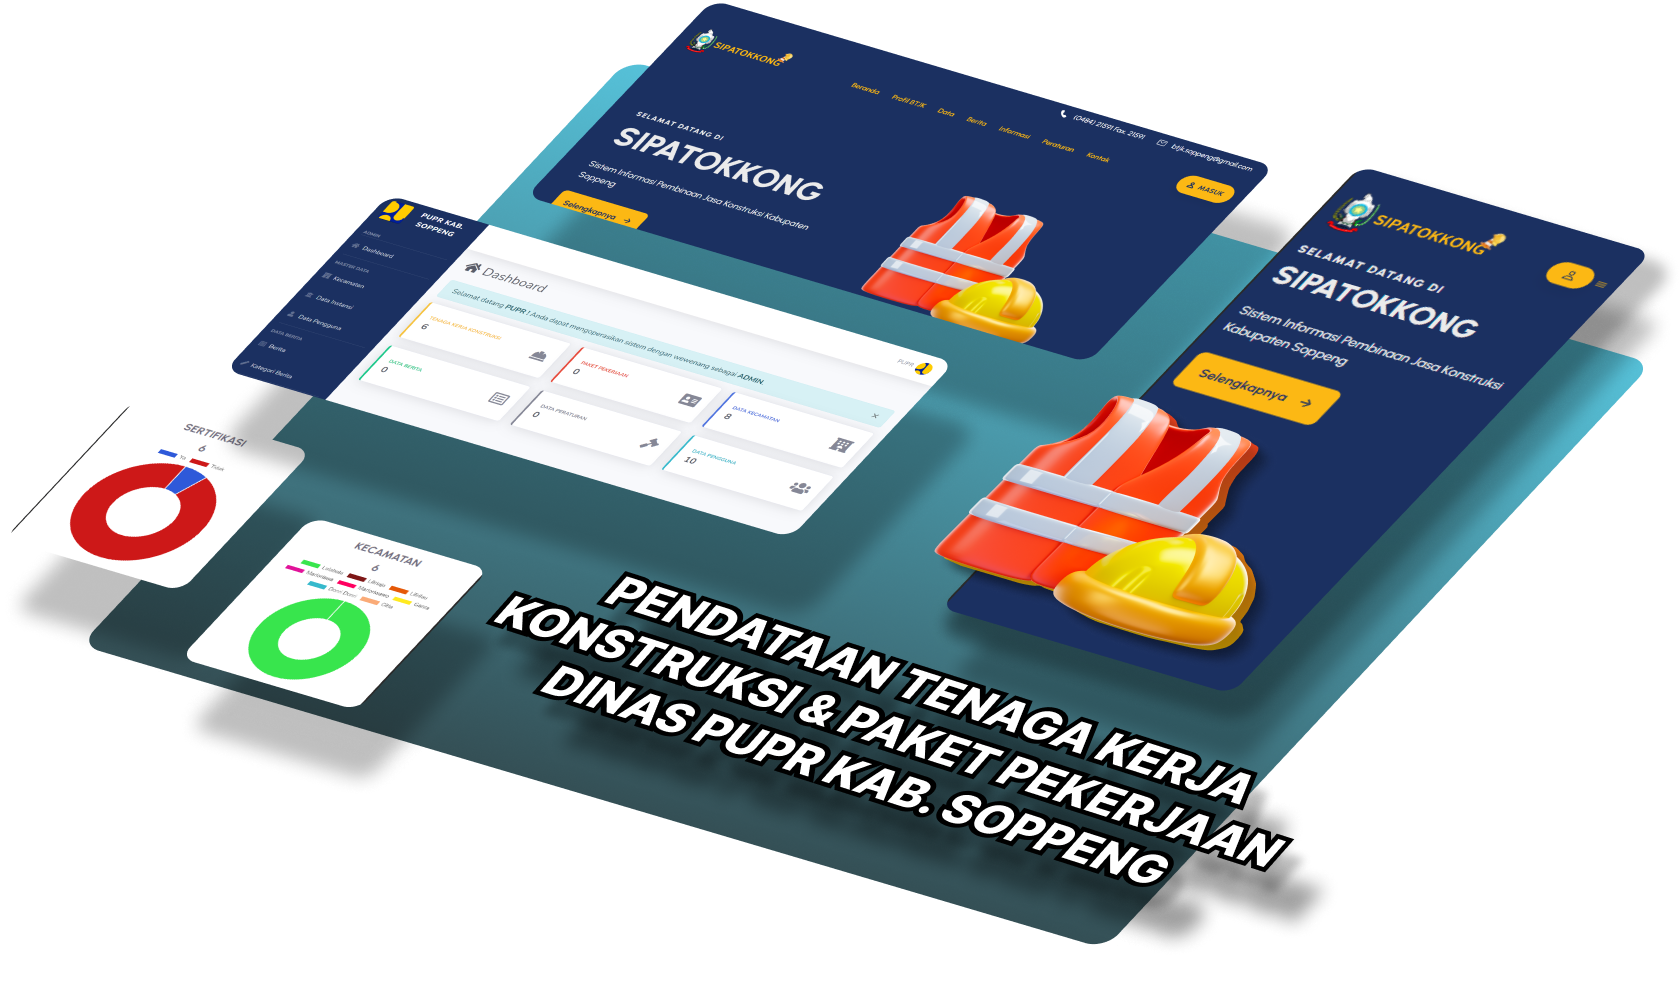 SIPATOKKONG
(0484) 21591 Fax. 21591
btjk.soppeng@gmail.com
Beranda
Profil BTJK
Data
Berita
Informasi
Peraturan
Kontak
MASUK
SELAMAT DATANG DI
SIPATOKKONG
Sistem Informasi Pembinaan Jasa Konstruksi Kabupaten
Soppeng
Selengkapnya
SIPATOKKONG
SELAMAT DATANG DI
SIPATOKKONG
Sistem Informasi Pembinaan Jasa Konstruksi
Kabupaten Soppeng
Selengkapnya
PUPR KAB.
SOPPENG
ADMIN
Dashboard
MASTER DATA
Kecamatan
Data Instansi
Data Pengguna
DATA BERITA
Berita
Kategori Berita
PUPR
Dashboard
Selamat datang PUPR ! Anda dapat mengoperasikan sistem dengan wewenang sebagai ADMIN.
TENAGA KERJA KONSTRUKSI
6
PAKET PEKERJAAN
0
DATA KECAMATAN
8
DATA BERITA
0
DATA PERATURAN
0
DATA PENGGUNA
10
SERTIFIKASI
6
Ya
Tidak
KECAMATAN
6
Lalabata
Liliriaja
Lilirilau
Marioriwa
Marioriawo
Ganra
Donri Donri
Citta
PENDATAAN TENAGA KERJA
KONSTRUKSI & PAKET PEKERJAAN
DINAS PUPR KAB. SOPPENG